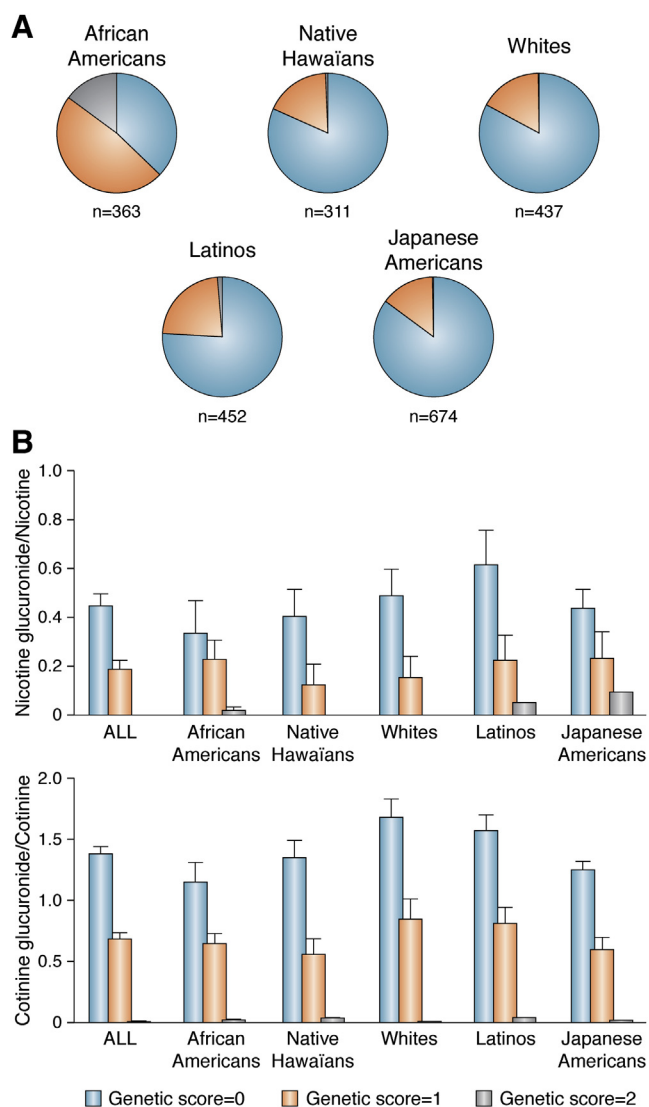 A
African
Americans
Native
Hawaïans
Whites
n=363
n=311
n=437
Latinos
Japanese
Americans
n=452
n=674
B
Nicotine glucuronide/Nicotine
1.0
0.8
0.6
0.4
0.2
0
ALL
African
Americans
Native
Hawaïans
Whites
Latinos
Japanese
Americans
Cotinine glucuronide/Cotinine
2.0
1.5
1.0
0.5
0
ALL
African
Americans
Native
Hawaïans
Whites
Latinos
Japanese
Americans
Genetic score=0
Genetic score=1
Genetic score=2